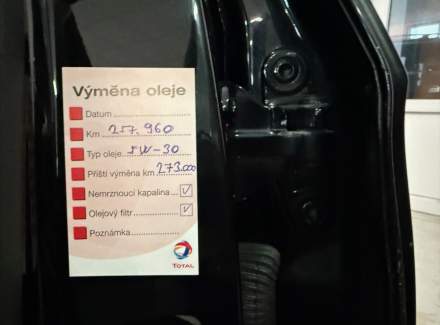 Výměna oleje
Datum
Km 257.960
Typ oleje 5W-30
Příští výměna km 273.000
Nemrznoucí kapalina ☑
Olejový filtr ☑
Poznámka
TOTAL